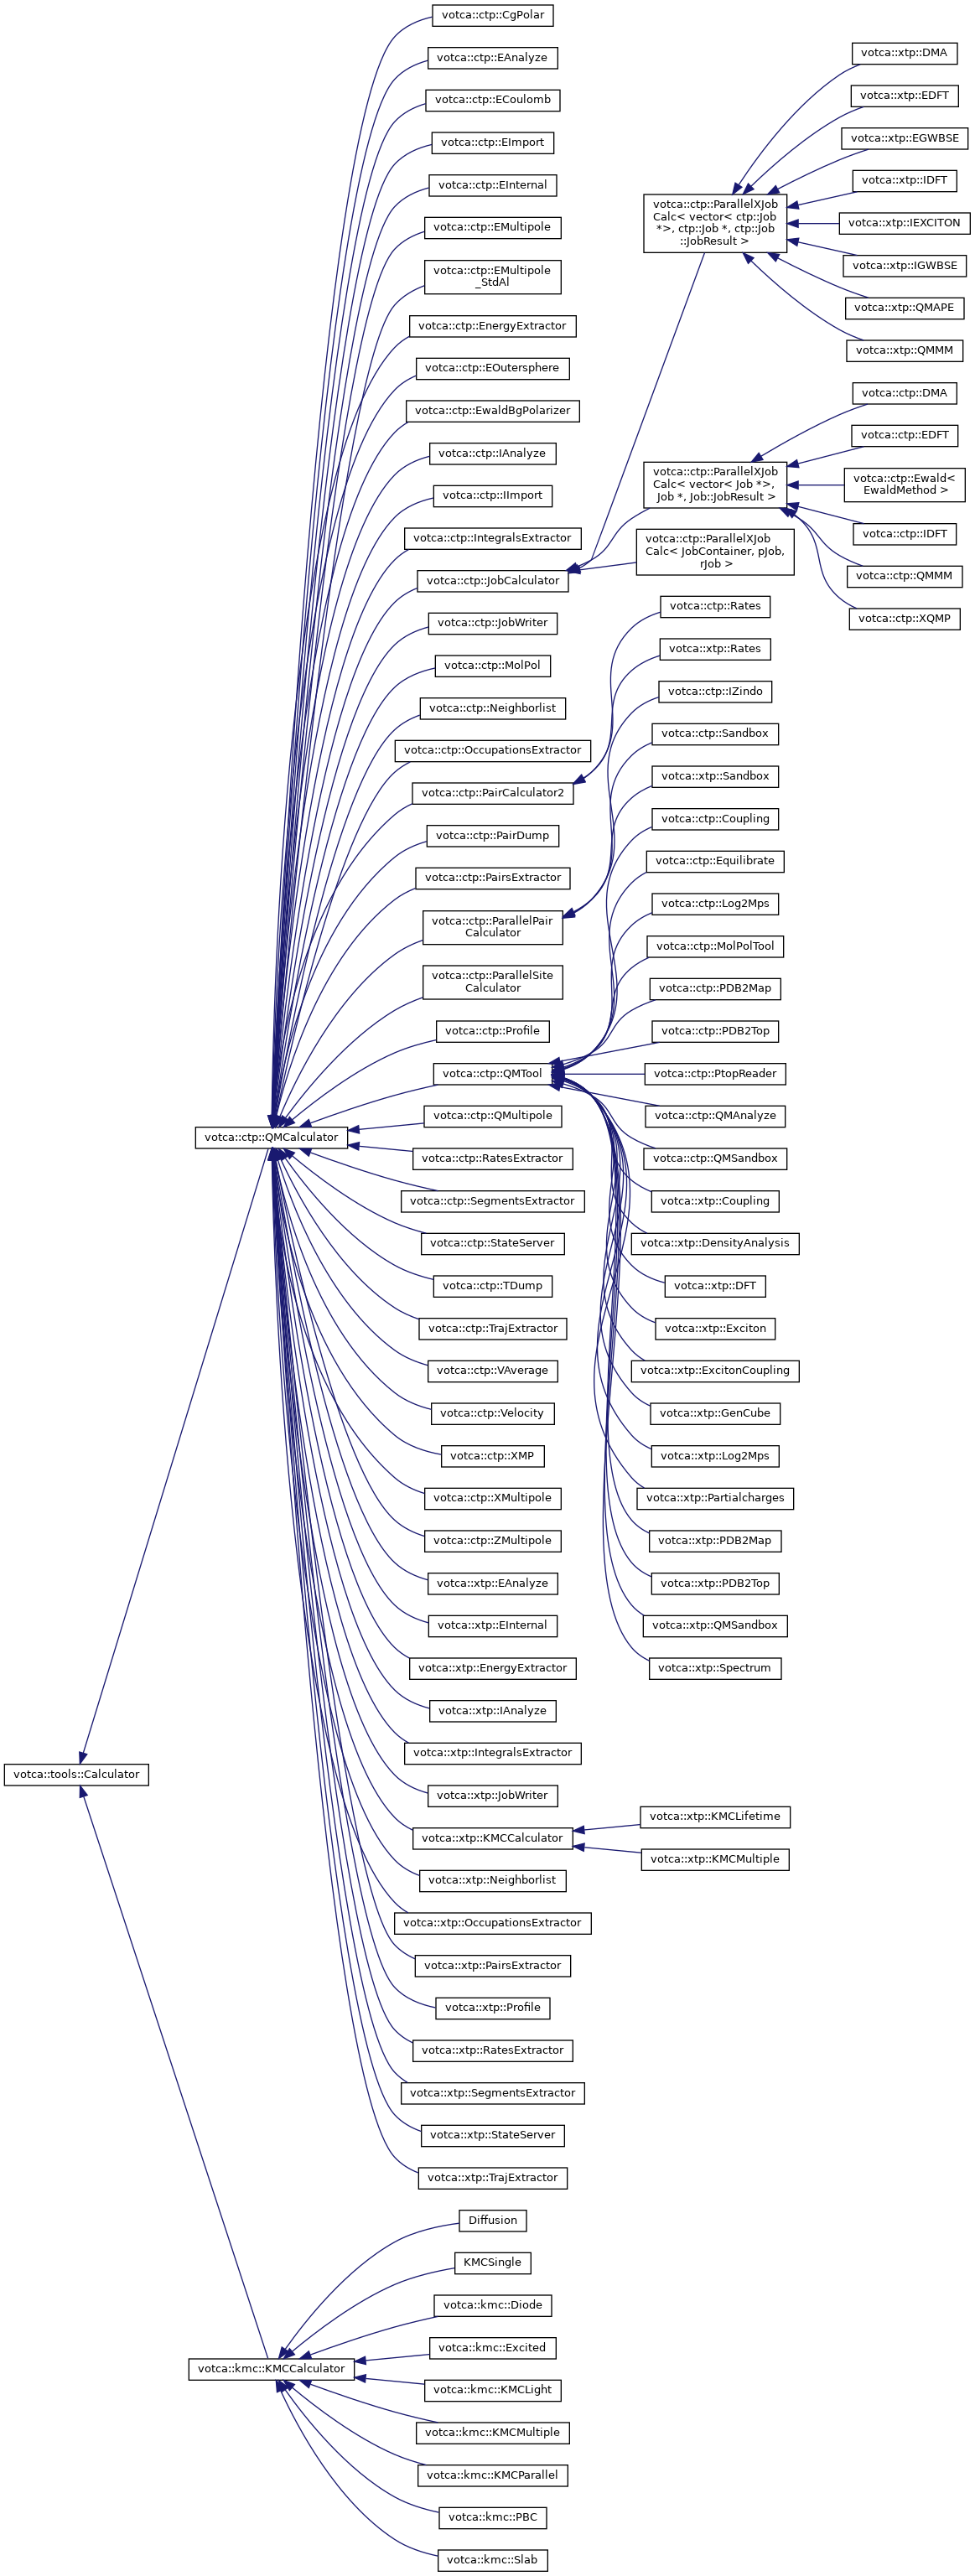 votca::tools::Calculator
votca::ctp::QMCalculator
votca::kmc::KMCCalculator
votca::ctp::CgPolar
votca::ctp::EAnalyze
votca::ctp::ECoulomb
votca::ctp::EImport
votca::ctp::EInternal
votca::ctp::EMultipole
votca::ctp::EMultipole
_StdAl
votca::ctp::EnergyExtractor
votca::ctp::EOutersphere
votca::ctp::EwaldBgPolarizer
votca::ctp::IAnalyze
votca::ctp::IImport
votca::ctp::IntegralsExtractor
votca::ctp::JobCalculator
votca::ctp::JobWriter
votca::ctp::MolPol
votca::ctp::Neighborlist
votca::ctp::OccupationsExtractor
votca::ctp::PairCalculator2
votca::ctp::PairDump
votca::ctp::PairsExtractor
votca::ctp::ParallelPair
Calculator
votca::ctp::ParallelSite
Calculator
votca::ctp::Profile
votca::ctp::QMTool
votca::ctp::QMultipole
votca::ctp::RatesExtractor
votca::ctp::SegmentsExtractor
votca::ctp::StateServer
votca::ctp::TDump
votca::ctp::TrajExtractor
votca::ctp::VAverage
votca::ctp::Velocity
votca::ctp::XMP
votca::ctp::XMultipole
votca::ctp::ZMultipole
votca::xtp::EAnalyze
votca::xtp::EInternal
votca::xtp::EnergyExtractor
votca::xtp::IAnalyze
votca::xtp::IntegralsExtractor
votca::xtp::JobWriter
votca::xtp::KMCCalculator
votca::xtp::Neighborlist
votca::xtp::OccupationsExtractor
votca::xtp::PairsExtractor
votca::xtp::Profile
votca::xtp::RatesExtractor
votca::xtp::SegmentsExtractor
votca::xtp::StateServer
votca::xtp::TrajExtractor
Diffusion
KMCSingle
votca::kmc::Diode
votca::kmc::Excited
votca::kmc::KMCLight
votca::kmc::KMCMultiple
votca::kmc::KMCParallel
votca::kmc::PBC
votca::kmc::Slab
votca::ctp::ParallelXJob
Calc< vector< ctp::Job
*>, ctp::Job *, ctp::Job
::JobResult >
votca::ctp::ParallelXJob
Calc< vector< Job *>,
Job *, Job::JobResult >
votca::ctp::ParallelXJob
Calc< JobContainer, pJob,
rJob >
votca::ctp::Rates
votca::xtp::Rates
votca::ctp::IZindo
votca::ctp::Sandbox
votca::xtp::Sandbox
votca::ctp::Coupling
votca::ctp::Equilibrate
votca::ctp::Log2Mps
votca::ctp::MolPolTool
votca::ctp::PDB2Map
votca::ctp::PDB2Top
votca::ctp::PtopReader
votca::ctp::QMAnalyze
votca::ctp::QMSandbox
votca::xtp::Coupling
votca::xtp::DensityAnalysis
votca::xtp::DFT
votca::xtp::Exciton
votca::xtp::ExcitonCoupling
votca::xtp::GenCube
votca::xtp::Log2Mps
votca::xtp::Partialcharges
votca::xtp::PDB2Map
votca::xtp::PDB2Top
votca::xtp::QMSandbox
votca::xtp::Spectrum
votca::xtp::KMCLifetime
votca::xtp::KMCMultiple
votca::xtp::DMA
votca::xtp::EDFT
votca::xtp::EGWBSE
votca::xtp::IDFT
votca::xtp::IEXCITON
votca::xtp::IGWBSE
votca::xtp::QMAPE
votca::xtp::QMMM
votca::ctp::DMA
votca::ctp::EDFT
votca::ctp::Ewald<
EwaldMethod >
votca::ctp::IDFT
votca::ctp::QMMM
votca::ctp::XQMP